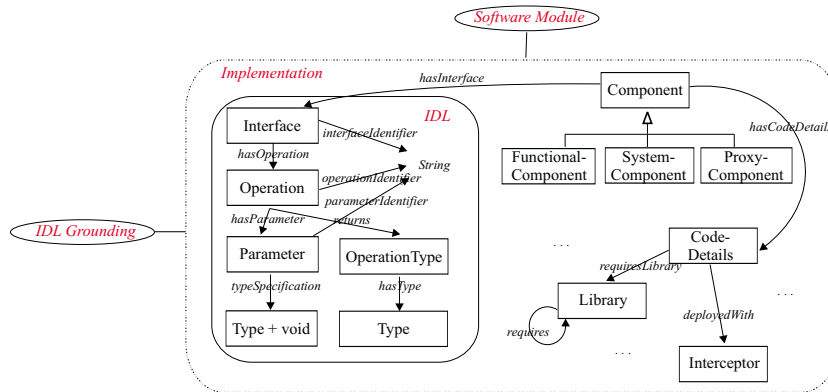 Software Module
Implementation
hasInterface
Component
IDL
Interface
interfaceIdentifier
hasCodeDetails
hasOperation
Functional-
Component
System-
Component
Proxy-
Component
String
Operation
operationIdentifier
parameterIdentifier
hasParameter
returns
IDL Grounding
Parameter
OperationType
. . .
Code-
Details
requiresLibrary
typeSpecification
hasType
Library
. . .
deployedWith
Type + void
Type
requires
. . .
Interceptor